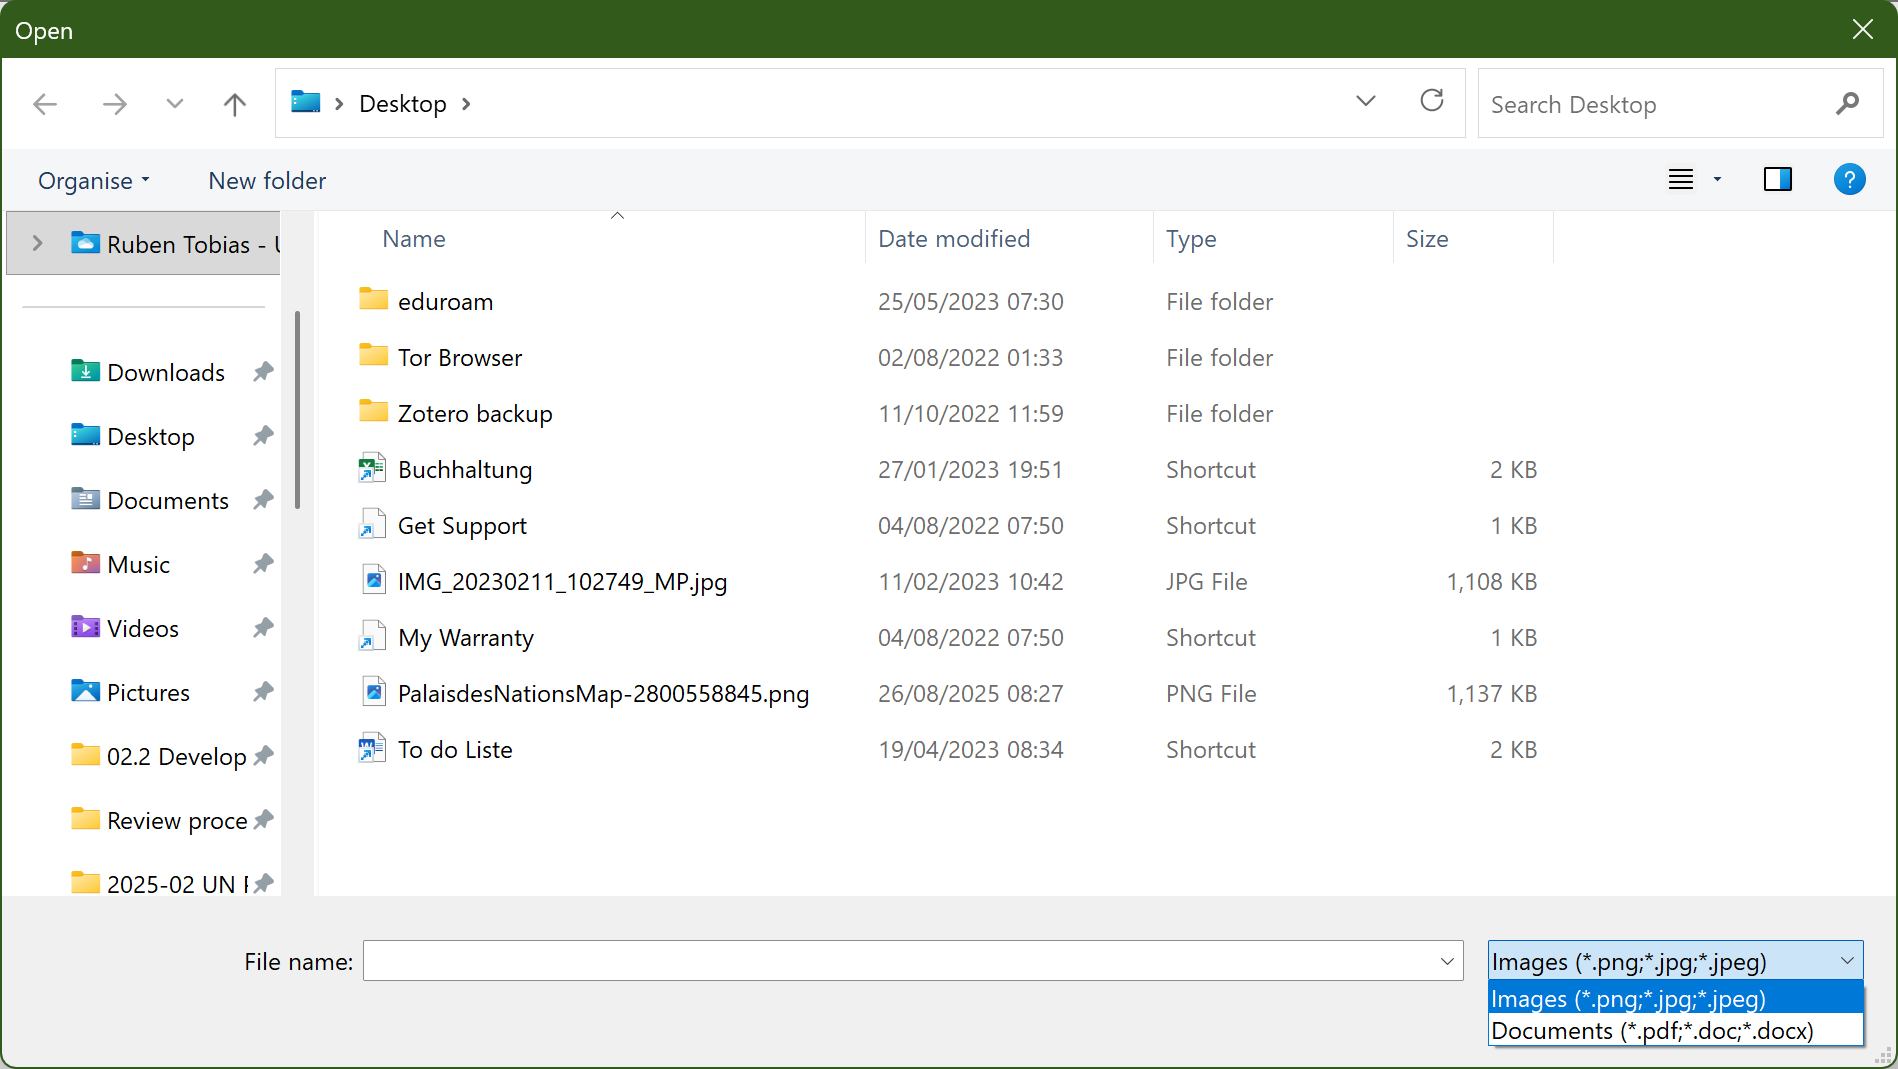 Open
Desktop
Search Desktop
Organise
New folder
?
Ruben Tobias -
Name
Date modified
Type
Size
Downloads
Desktop
Documents
Music
Videos
Pictures
02.2 Develop
Review proce
2025-02 UN
eduroam 25/05/2023 07:30 File folder
Tor Browser 02/08/2022 01:33 File folder
Zotero backup 11/10/2022 11:59 File folder
Buchhaltung 27/01/2023 19:51 Shortcut 2 KB
Get Support 04/08/2022 07:50 Shortcut 1 KB
IMG_20230211_102749_MP.jpg 11/02/2023 10:42 JPG File 1,108 KB
My Warranty 04/08/2022 07:50 Shortcut 1 KB
PalaisdesNationsMap-2800558845.png 26/08/2025 08:27 PNG File 1,137 KB
To do Liste 19/04/2023 08:34 Shortcut 2 KB
File name:
Images (*.png;*.jpg;*.jpeg)
Images (*.png;*.jpg;*.jpeg)
Documents (*.pdf;*.doc;*.docx)